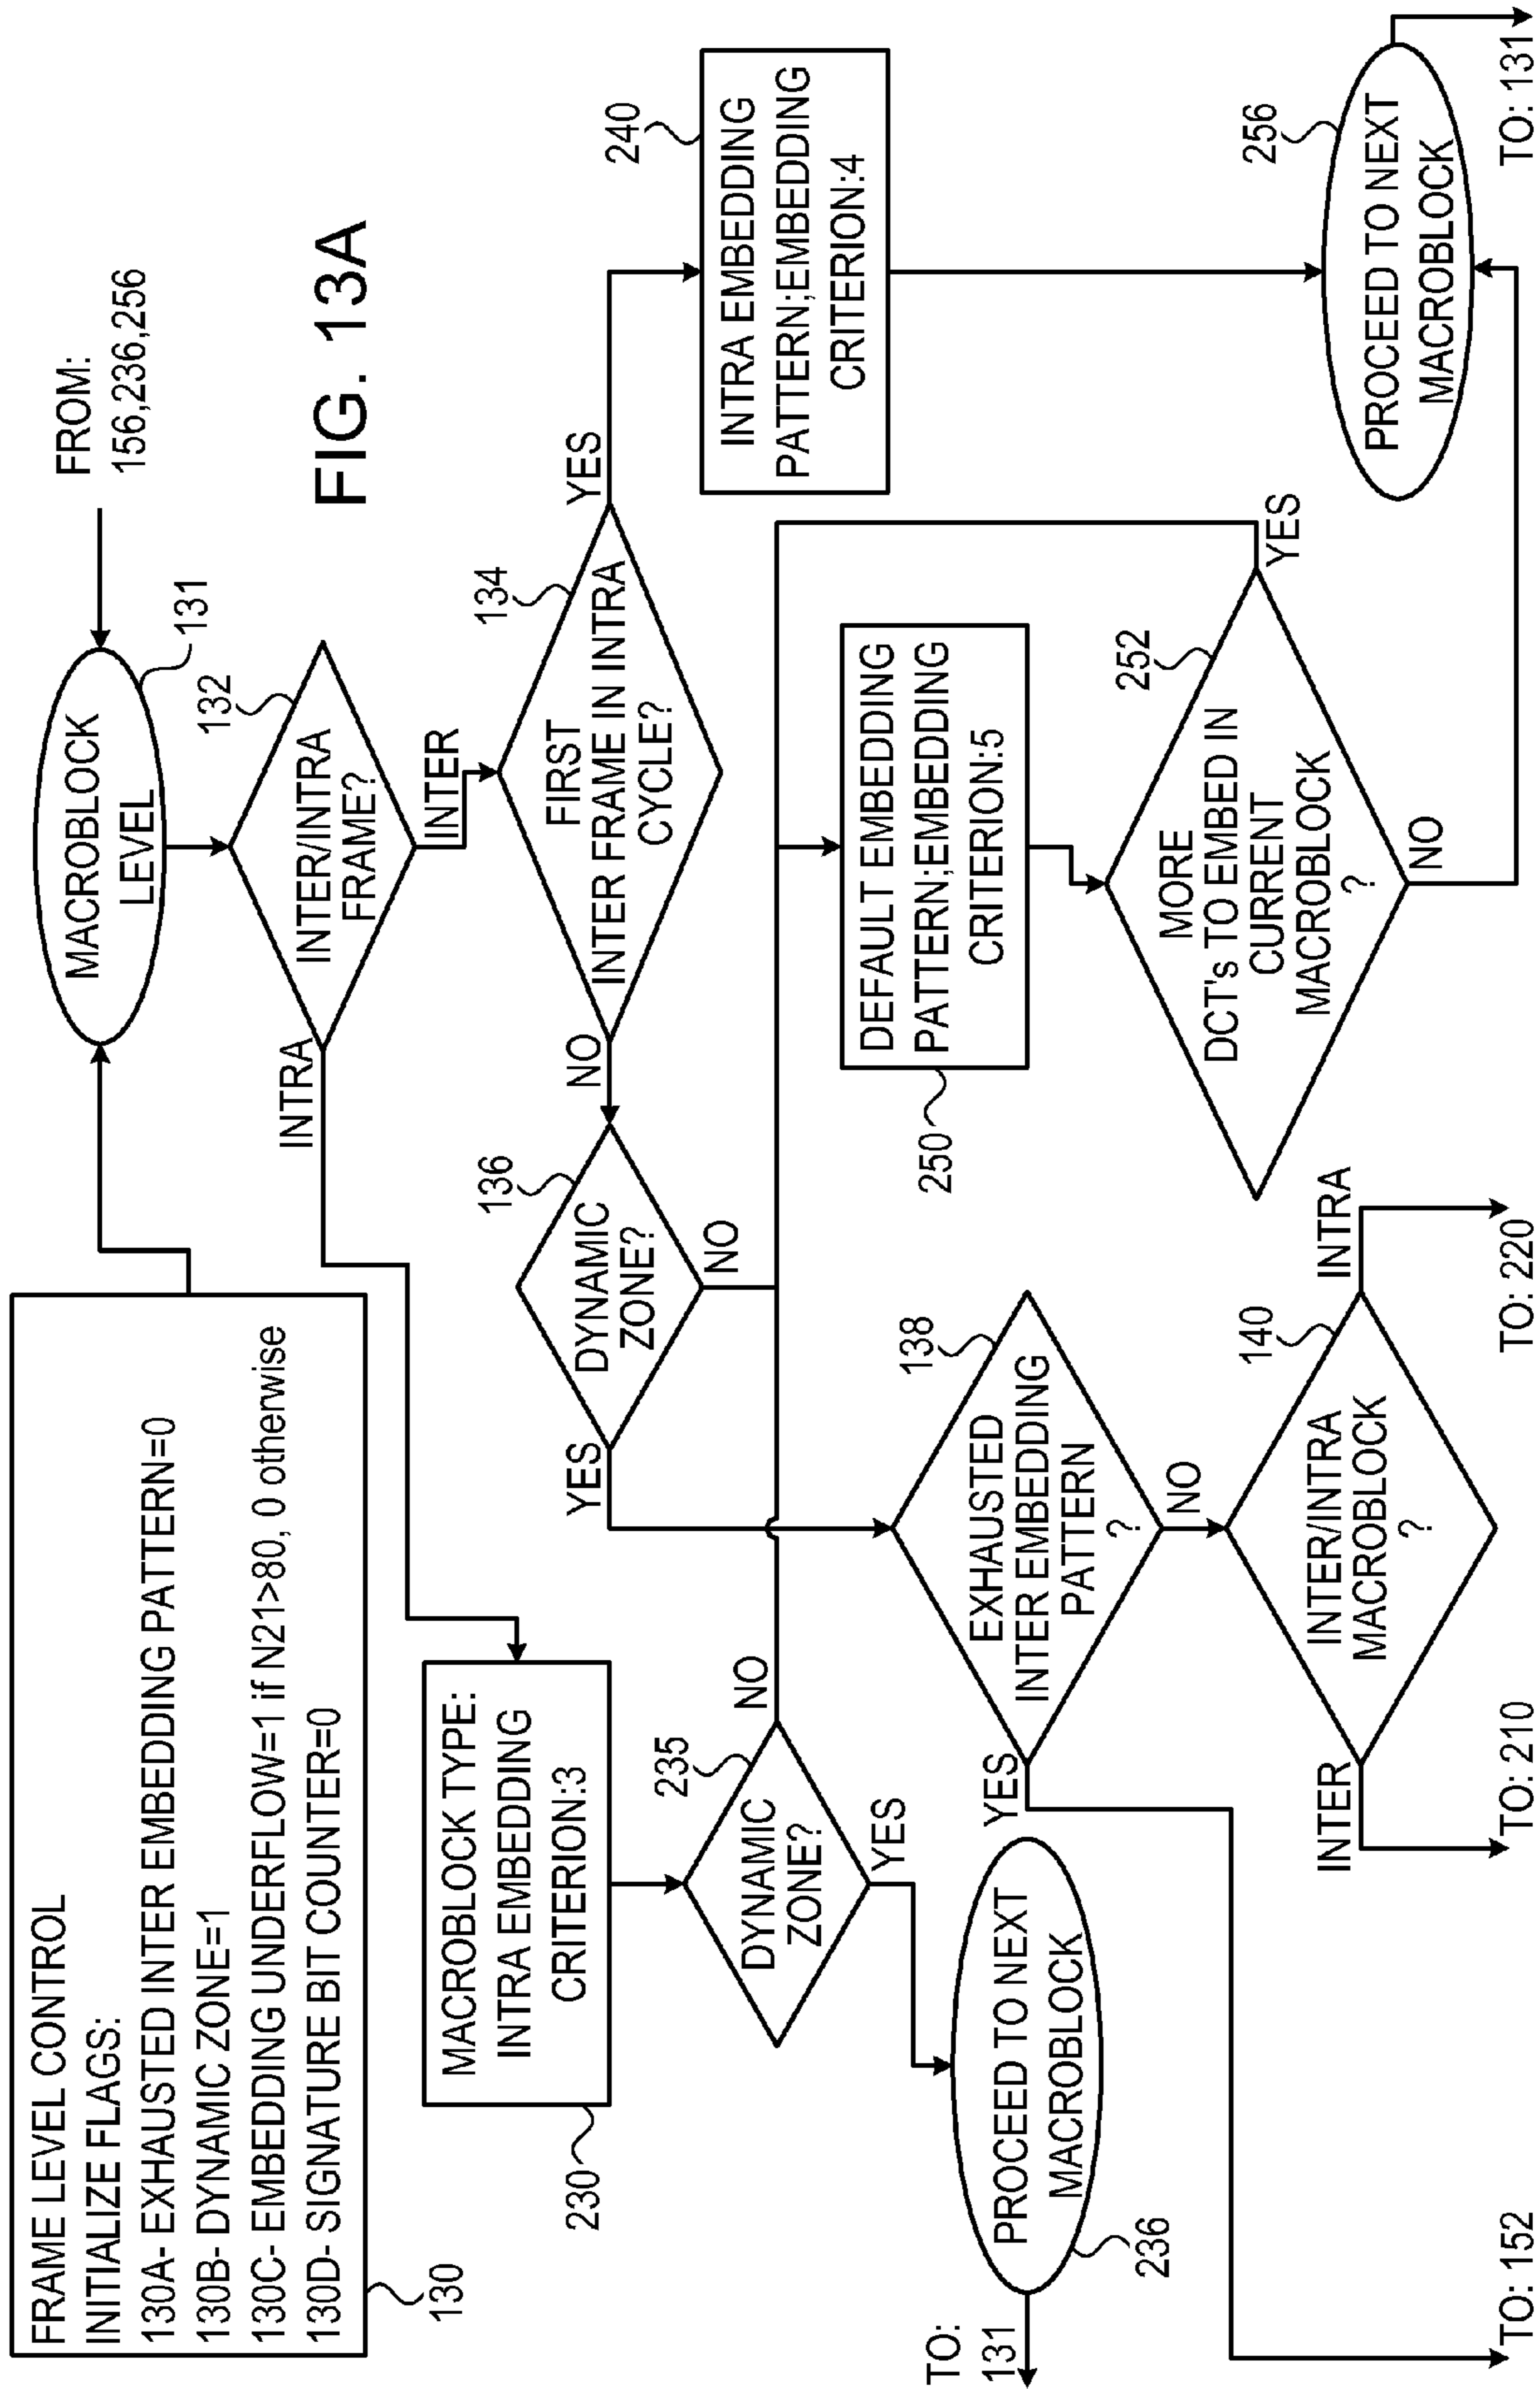 FIG. 13A
FRAME LEVEL CONTROL
INITIALIZE FLAGS:
130A- EXHAUSTED INTER EMBEDDING PATTERN=0
130B- DYNAMIC ZONE=1
130C- EMBEDDING UNDERFLOW=1 if N21>80, 0 otherwise
130D- SIGNATURE BIT COUNTER=0
130
FROM:
156,236,256
MACROBLOCK
LEVEL
131
INTER/INTRA
FRAME?
132
INTRA
INTER
FIRST
INTER FRAME IN INTRA
CYCLE?
134
NO
YES
MACROBLOCK TYPE:
INTRA EMBEDDING
CRITERION:3
230
DYNAMIC
ZONE?
136
YES
NO
INTRA EMBEDDING
PATTERN;EMBEDDING
CRITERION:4
240
DYNAMIC
ZONE?
235
NO
YES
DEFAULT EMBEDDING
PATTERN;EMBEDDING
CRITERION:5
250
PROCEED TO NEXT
MACROBLOCK
236
TO:
131
EXHAUSTED
INTER EMBEDDING
PATTERN
?
138
YES
NO
MORE
DCT's TO EMBED IN
CURRENT
MACROBLOCK
?
252
YES
NO
INTER/INTRA
MACROBLOCK
?
140
INTER
INTRA
PROCEED TO NEXT
MACROBLOCK
256
TO: 152
TO: 210
TO: 220
TO: 131